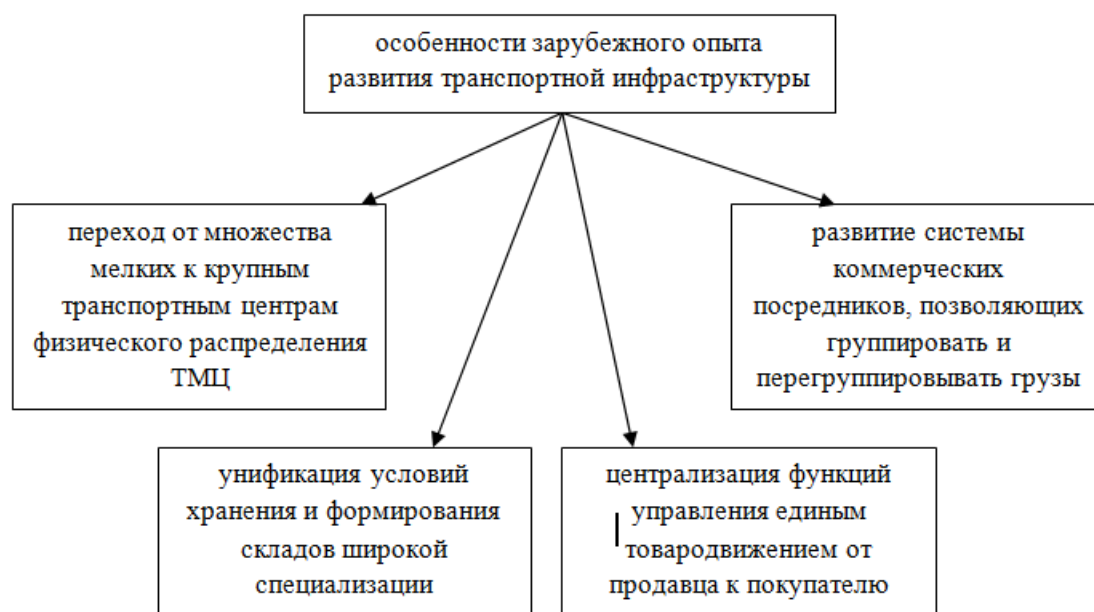 особенности зарубежного опыта
развития транспортной инфраструктуры
переход от множества
мелких к крупным
транспортным центрам
физического распределения
ТМЦ
развитие системы
коммерческих
посредников, позволяющих
группировать и
перегруппировывать грузы
унификация условий
хранения и формирования
складов широкой
специализации
централизация функций
управления единым
товародвижением от
продавца к покупателю